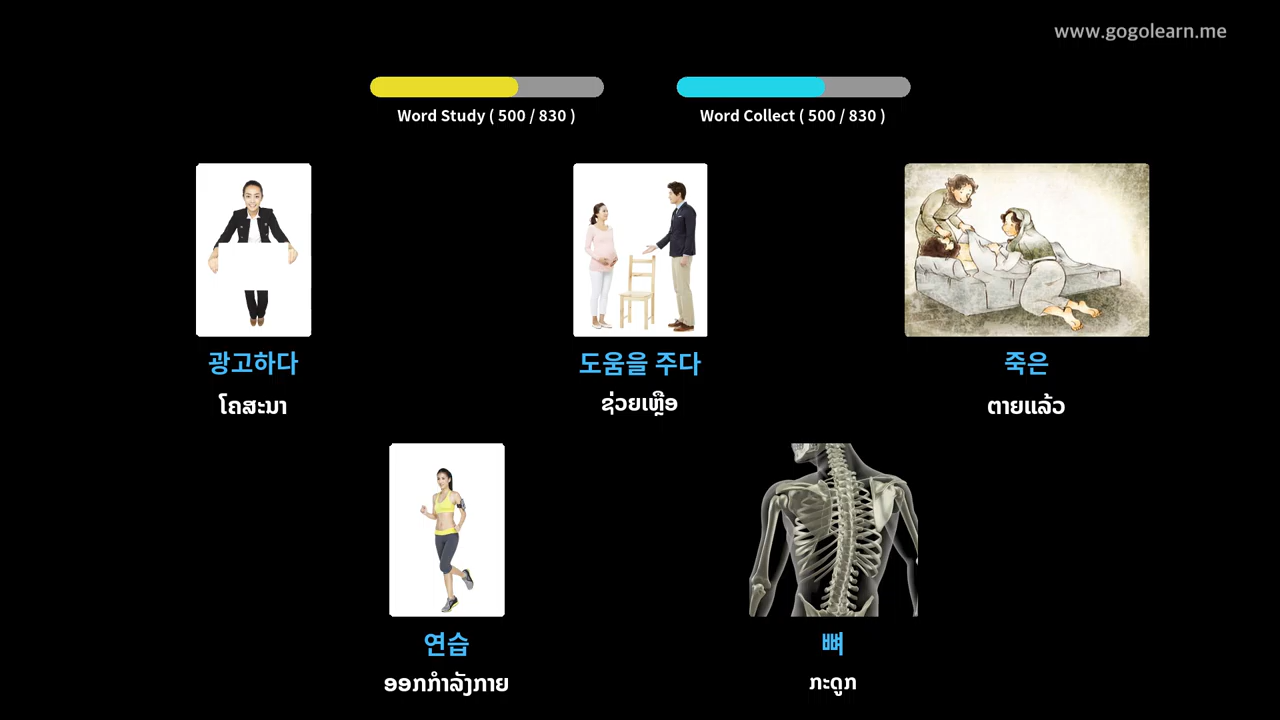 www.gogolearn.me
Word Study ( 500 / 830 )
Word Collect ( 500 / 830 )
광고하다
도움을 주다
죽은
ໂຄສະນາ
ຊ່ວຍເຫຼືອ
ຕາຍແລ້ວ
연습
뼈
ອອກກຳລັງກາຍ
ກະດູກ